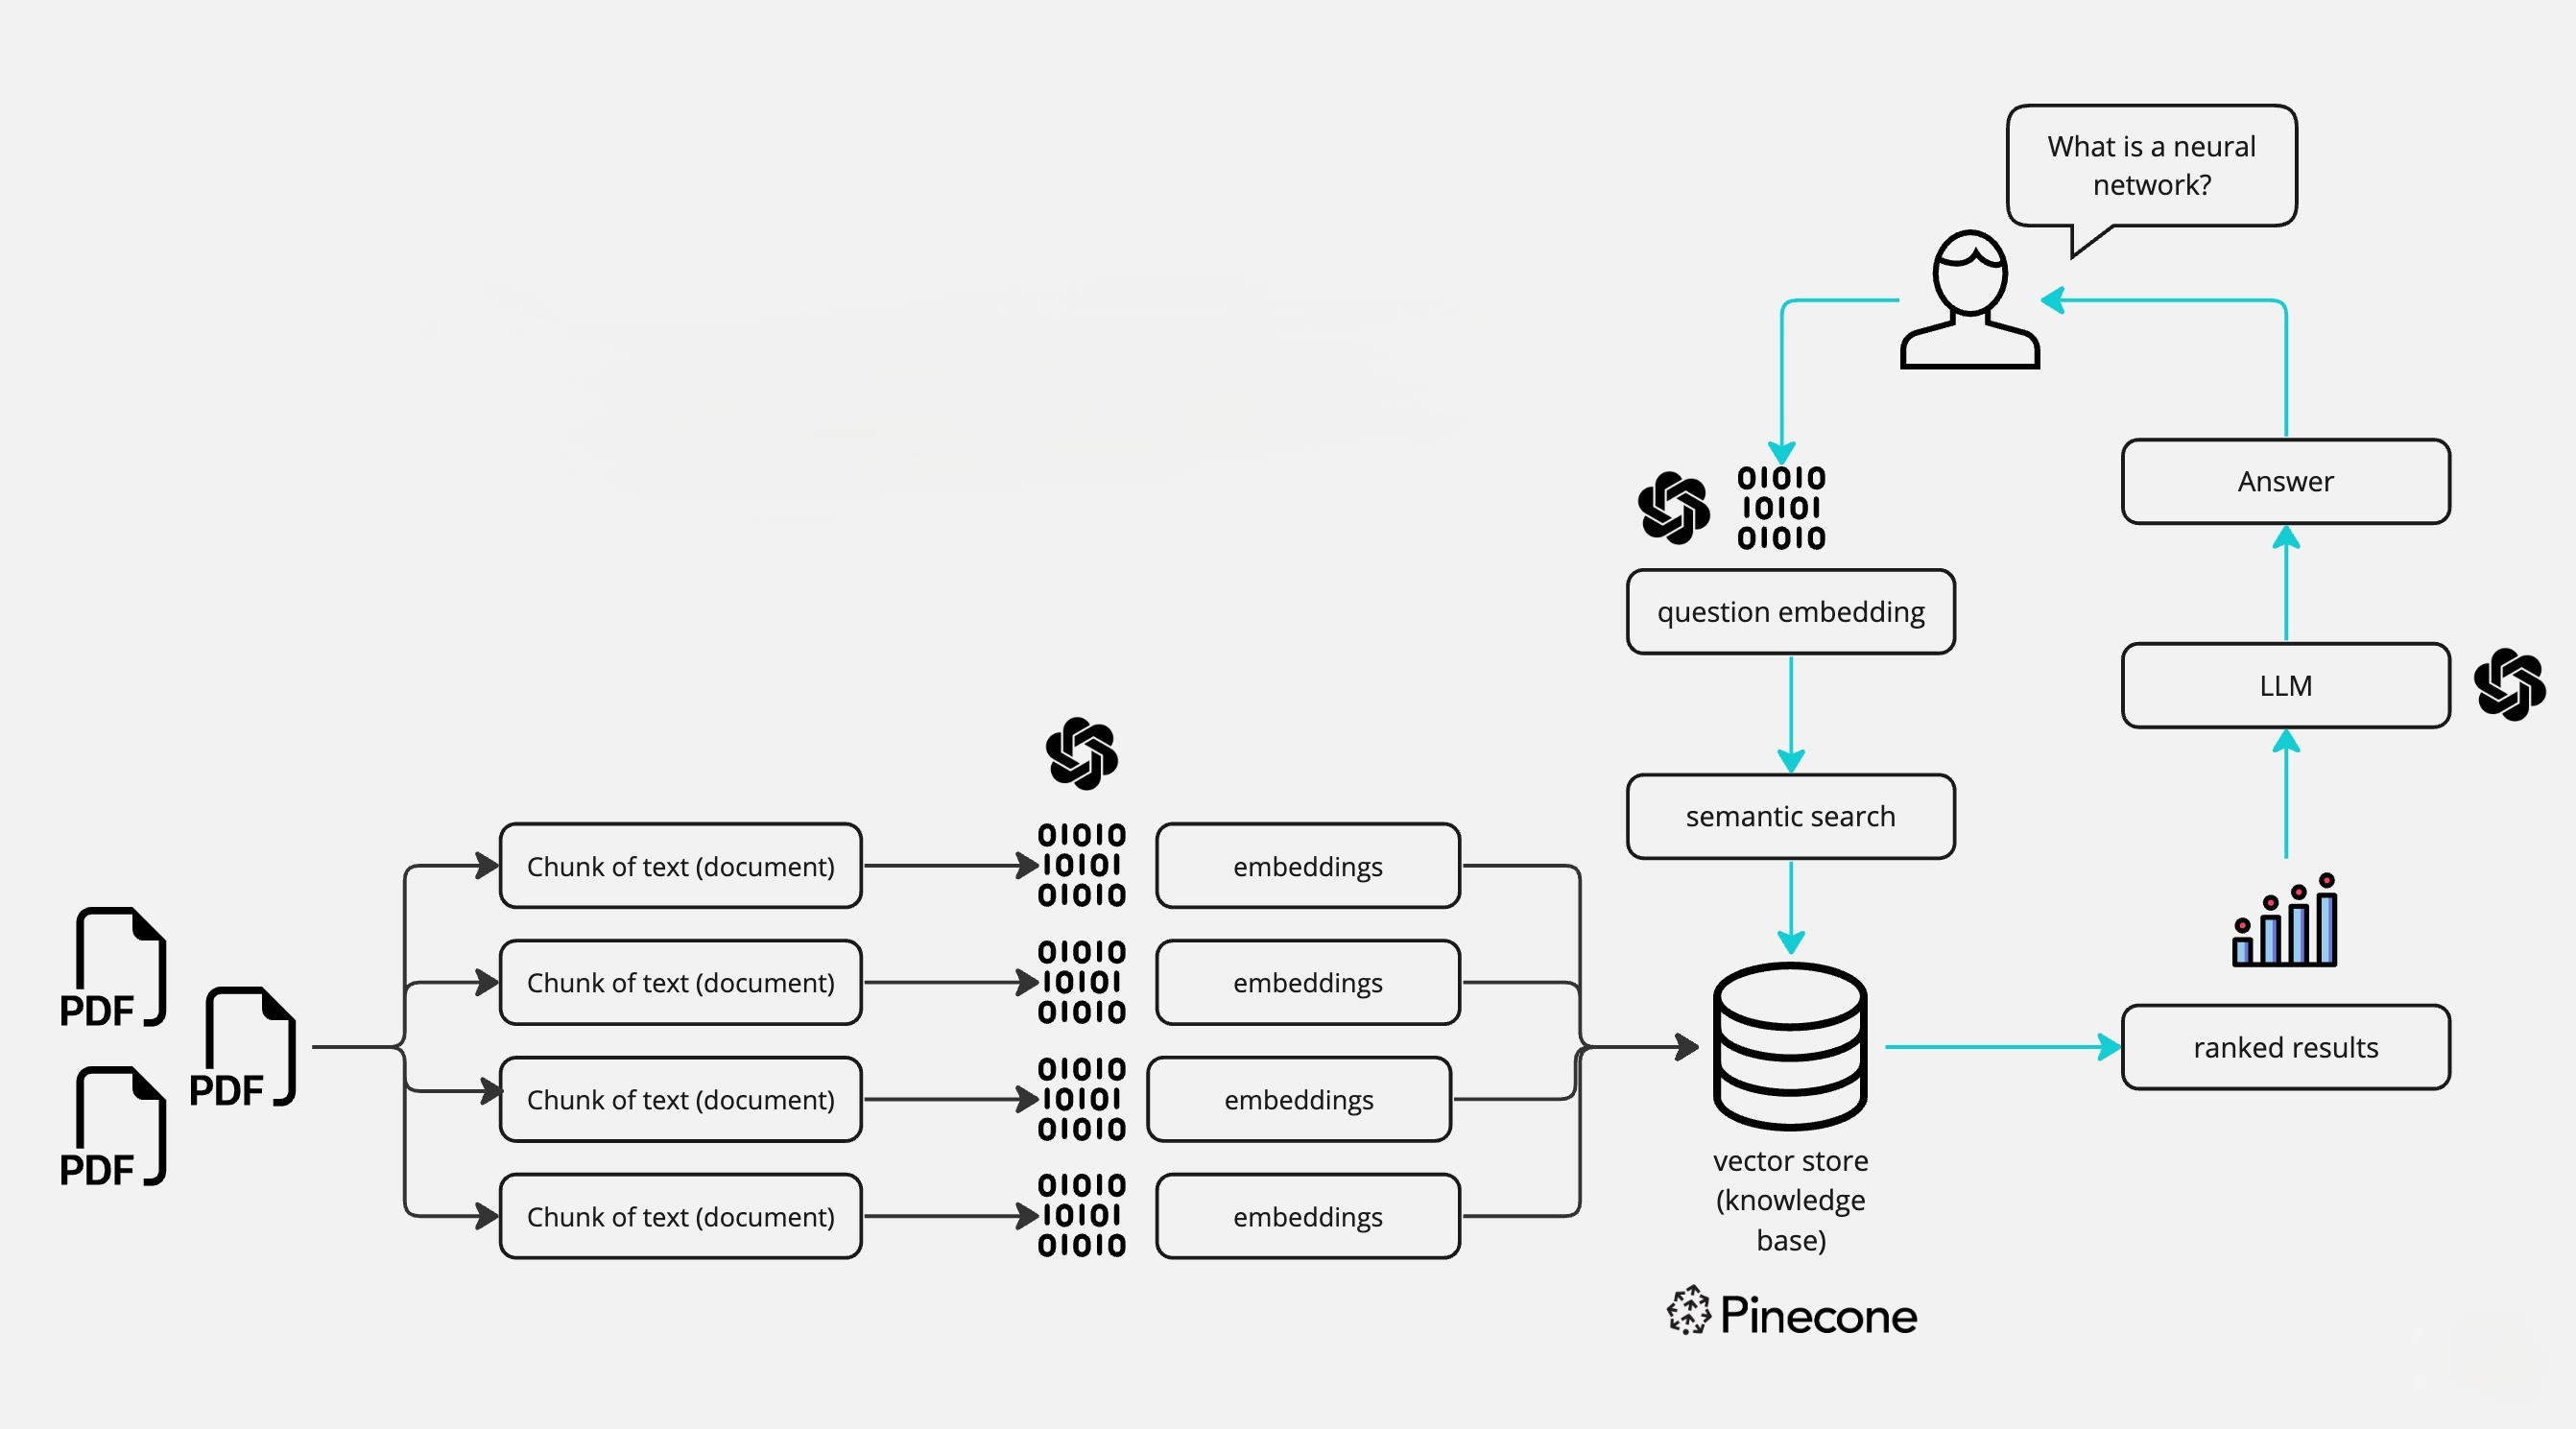 What is a neural
network?
01010
10101
01010
question embedding
semantic search
Answer
LLM
PDF
PDF
PDF
Chunk of text (document)
01010
10101
01010
embeddings
Chunk of text (document)
01010
10101
01010
embeddings
Chunk of text (document)
01010
10101
01010
embeddings
Chunk of text (document)
01010
10101
01010
embeddings
vector store
(knowledge
base)
Pinecone
ranked results